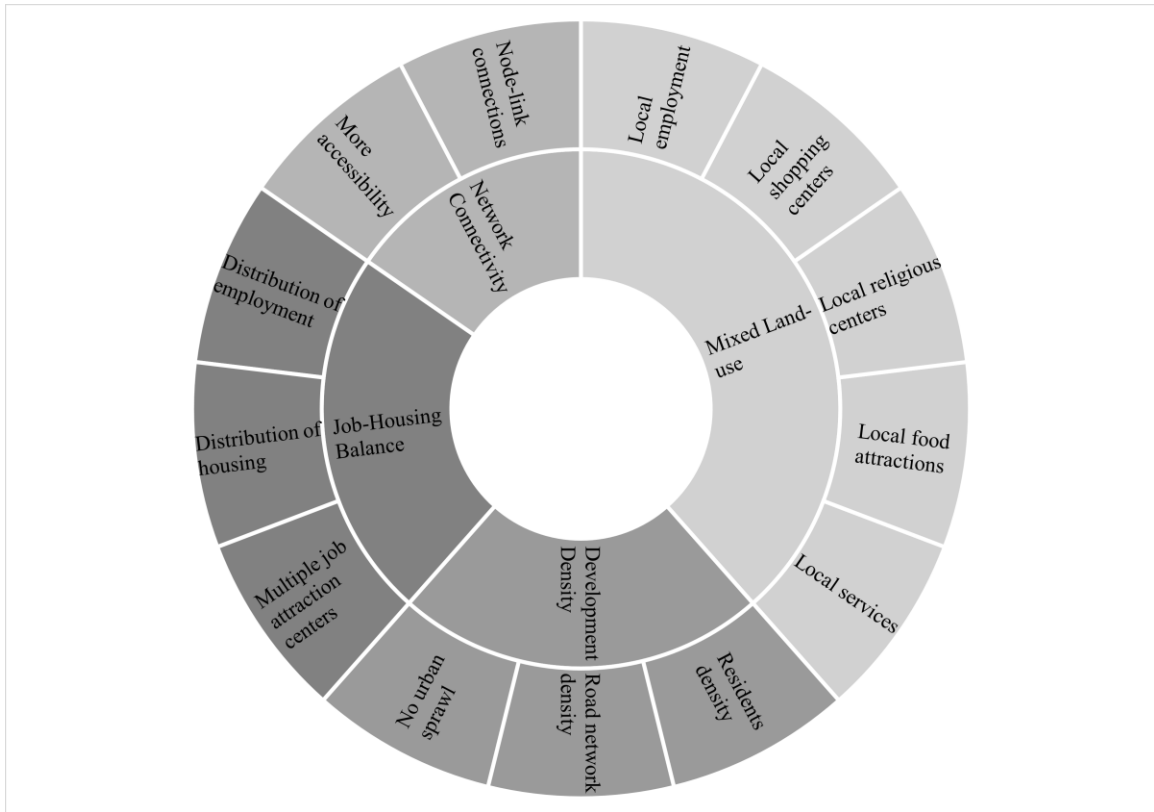 Node-link
connections
Local
employment
More
accessibility
Local
shopping
centers
Network
Connectivity
Distribution of
employment
Local religious
centers
Mixed Land-
use
Distribution of
housing
Job-Housing
Balance
Local food
attractions
Multiple job
attraction
centers
Development
Density
Local services
No urban
sprawl
Road network
density
Residents
density